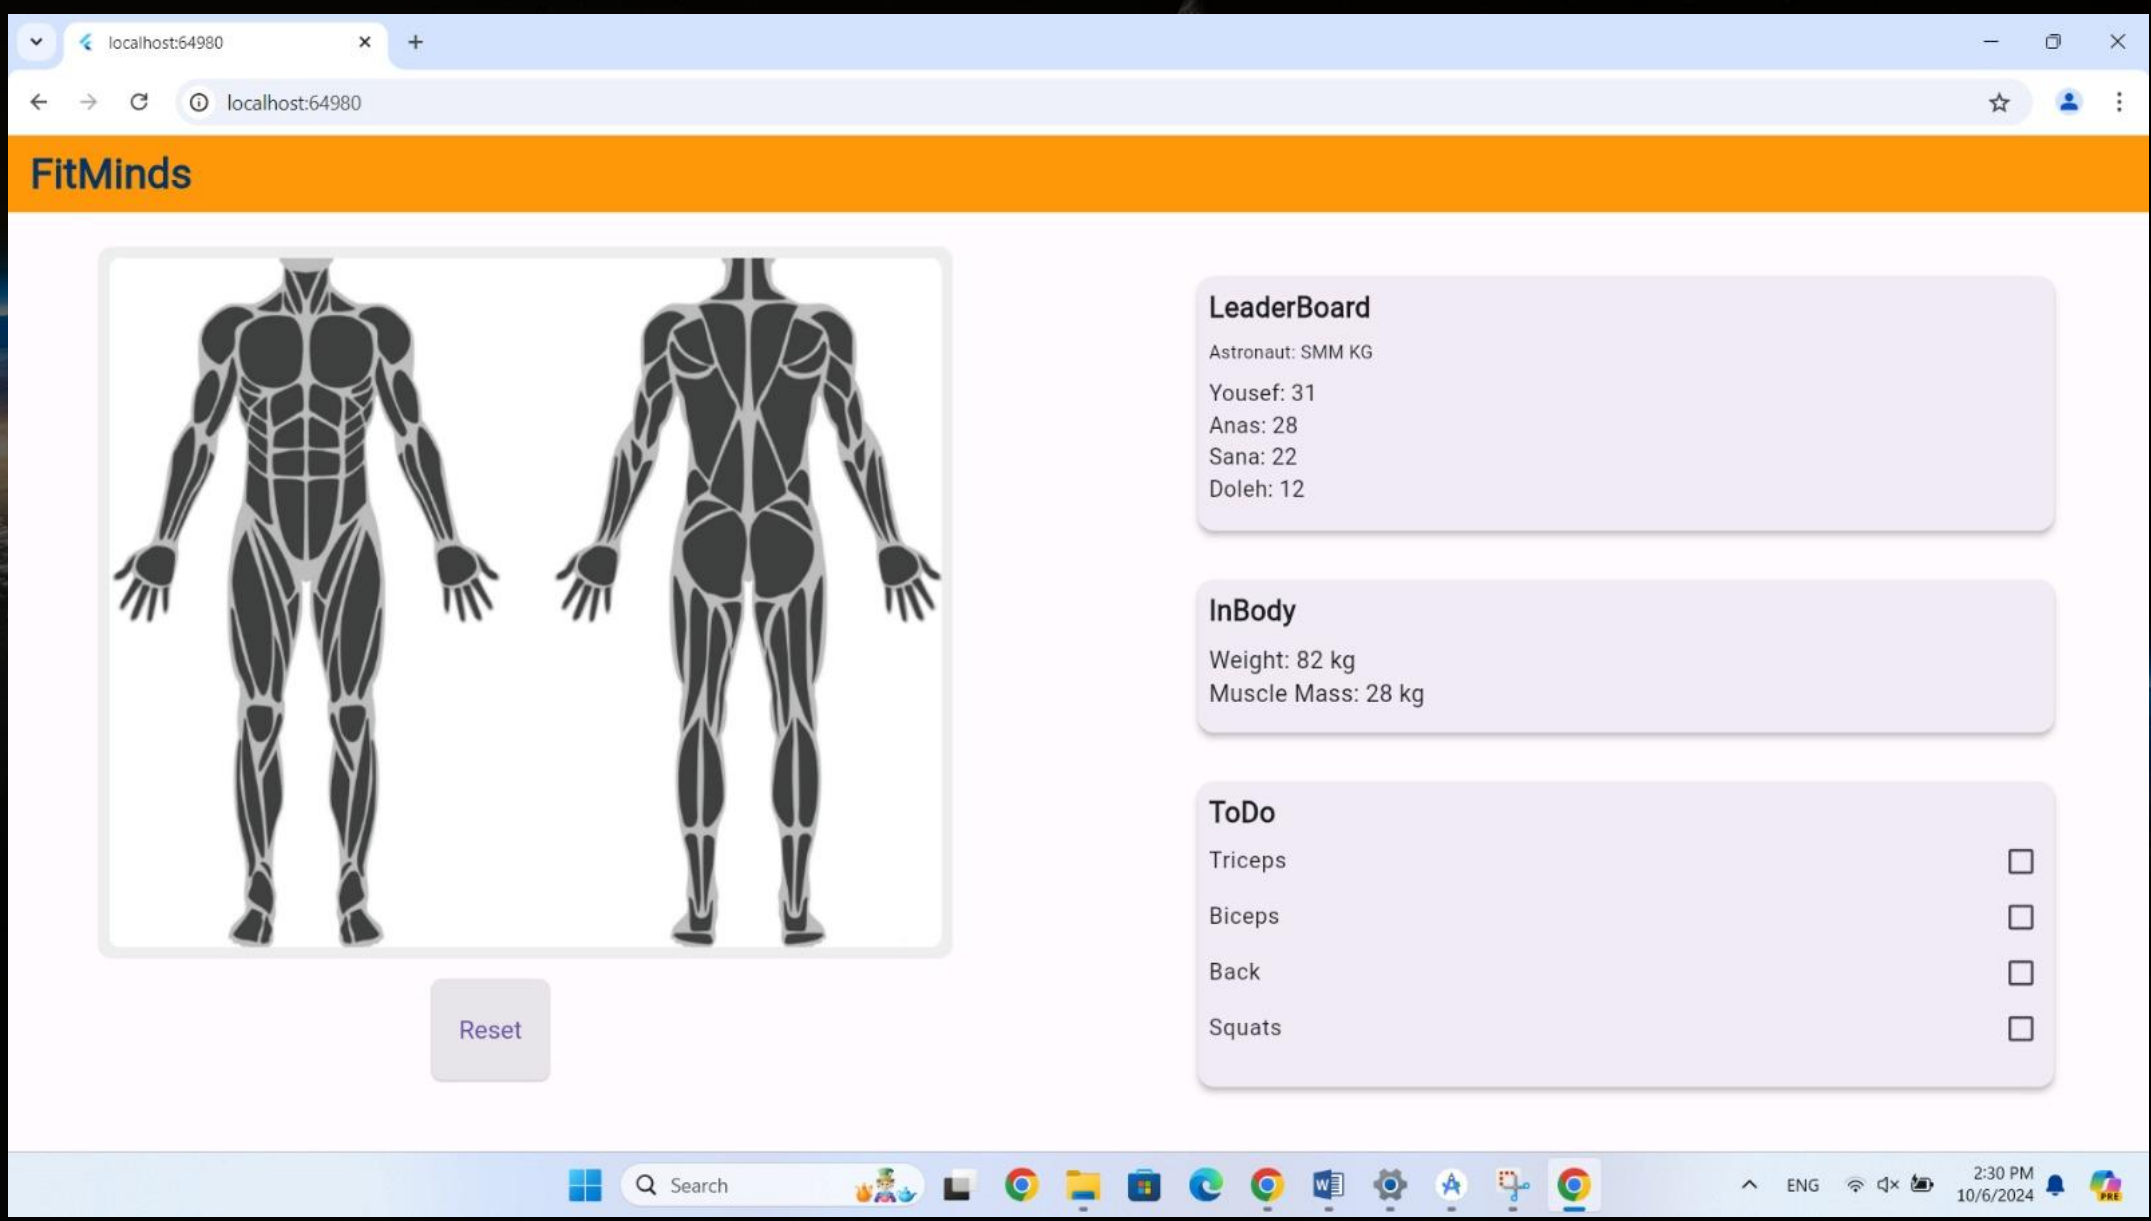 localhost:64980
localhost:64980
FitMinds
LeaderBoard
Astronaut: SMM KG
Yousef: 31
Anas: 28
Sana: 22
Doleh: 12
InBody
Weight: 82 kg
Muscle Mass: 28 kg
ToDo
Triceps
Biceps
Back
Squats
Reset
Search
ENG
2:30 PM
10/6/2024
PRE